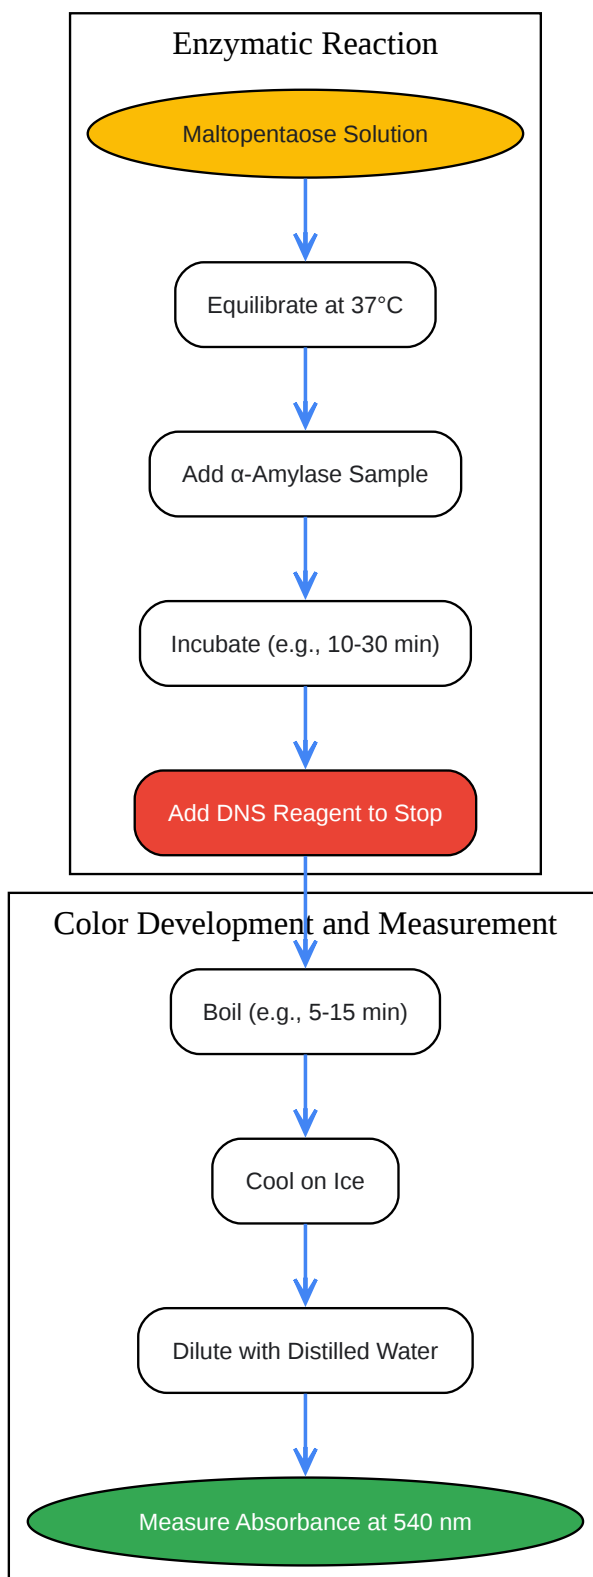 Enzymatic Reaction
Maltopentaose Solution
Equilibrate at 37°C
Add α-Amylase Sample
Incubate (e.g., 10-30 min)
Add DNS Reagent to Stop
Color Development and Measurement
Boil (e.g., 5-15 min)
Cool on Ice
Dilute with Distilled Water
Measure Absorbance at 540 nm